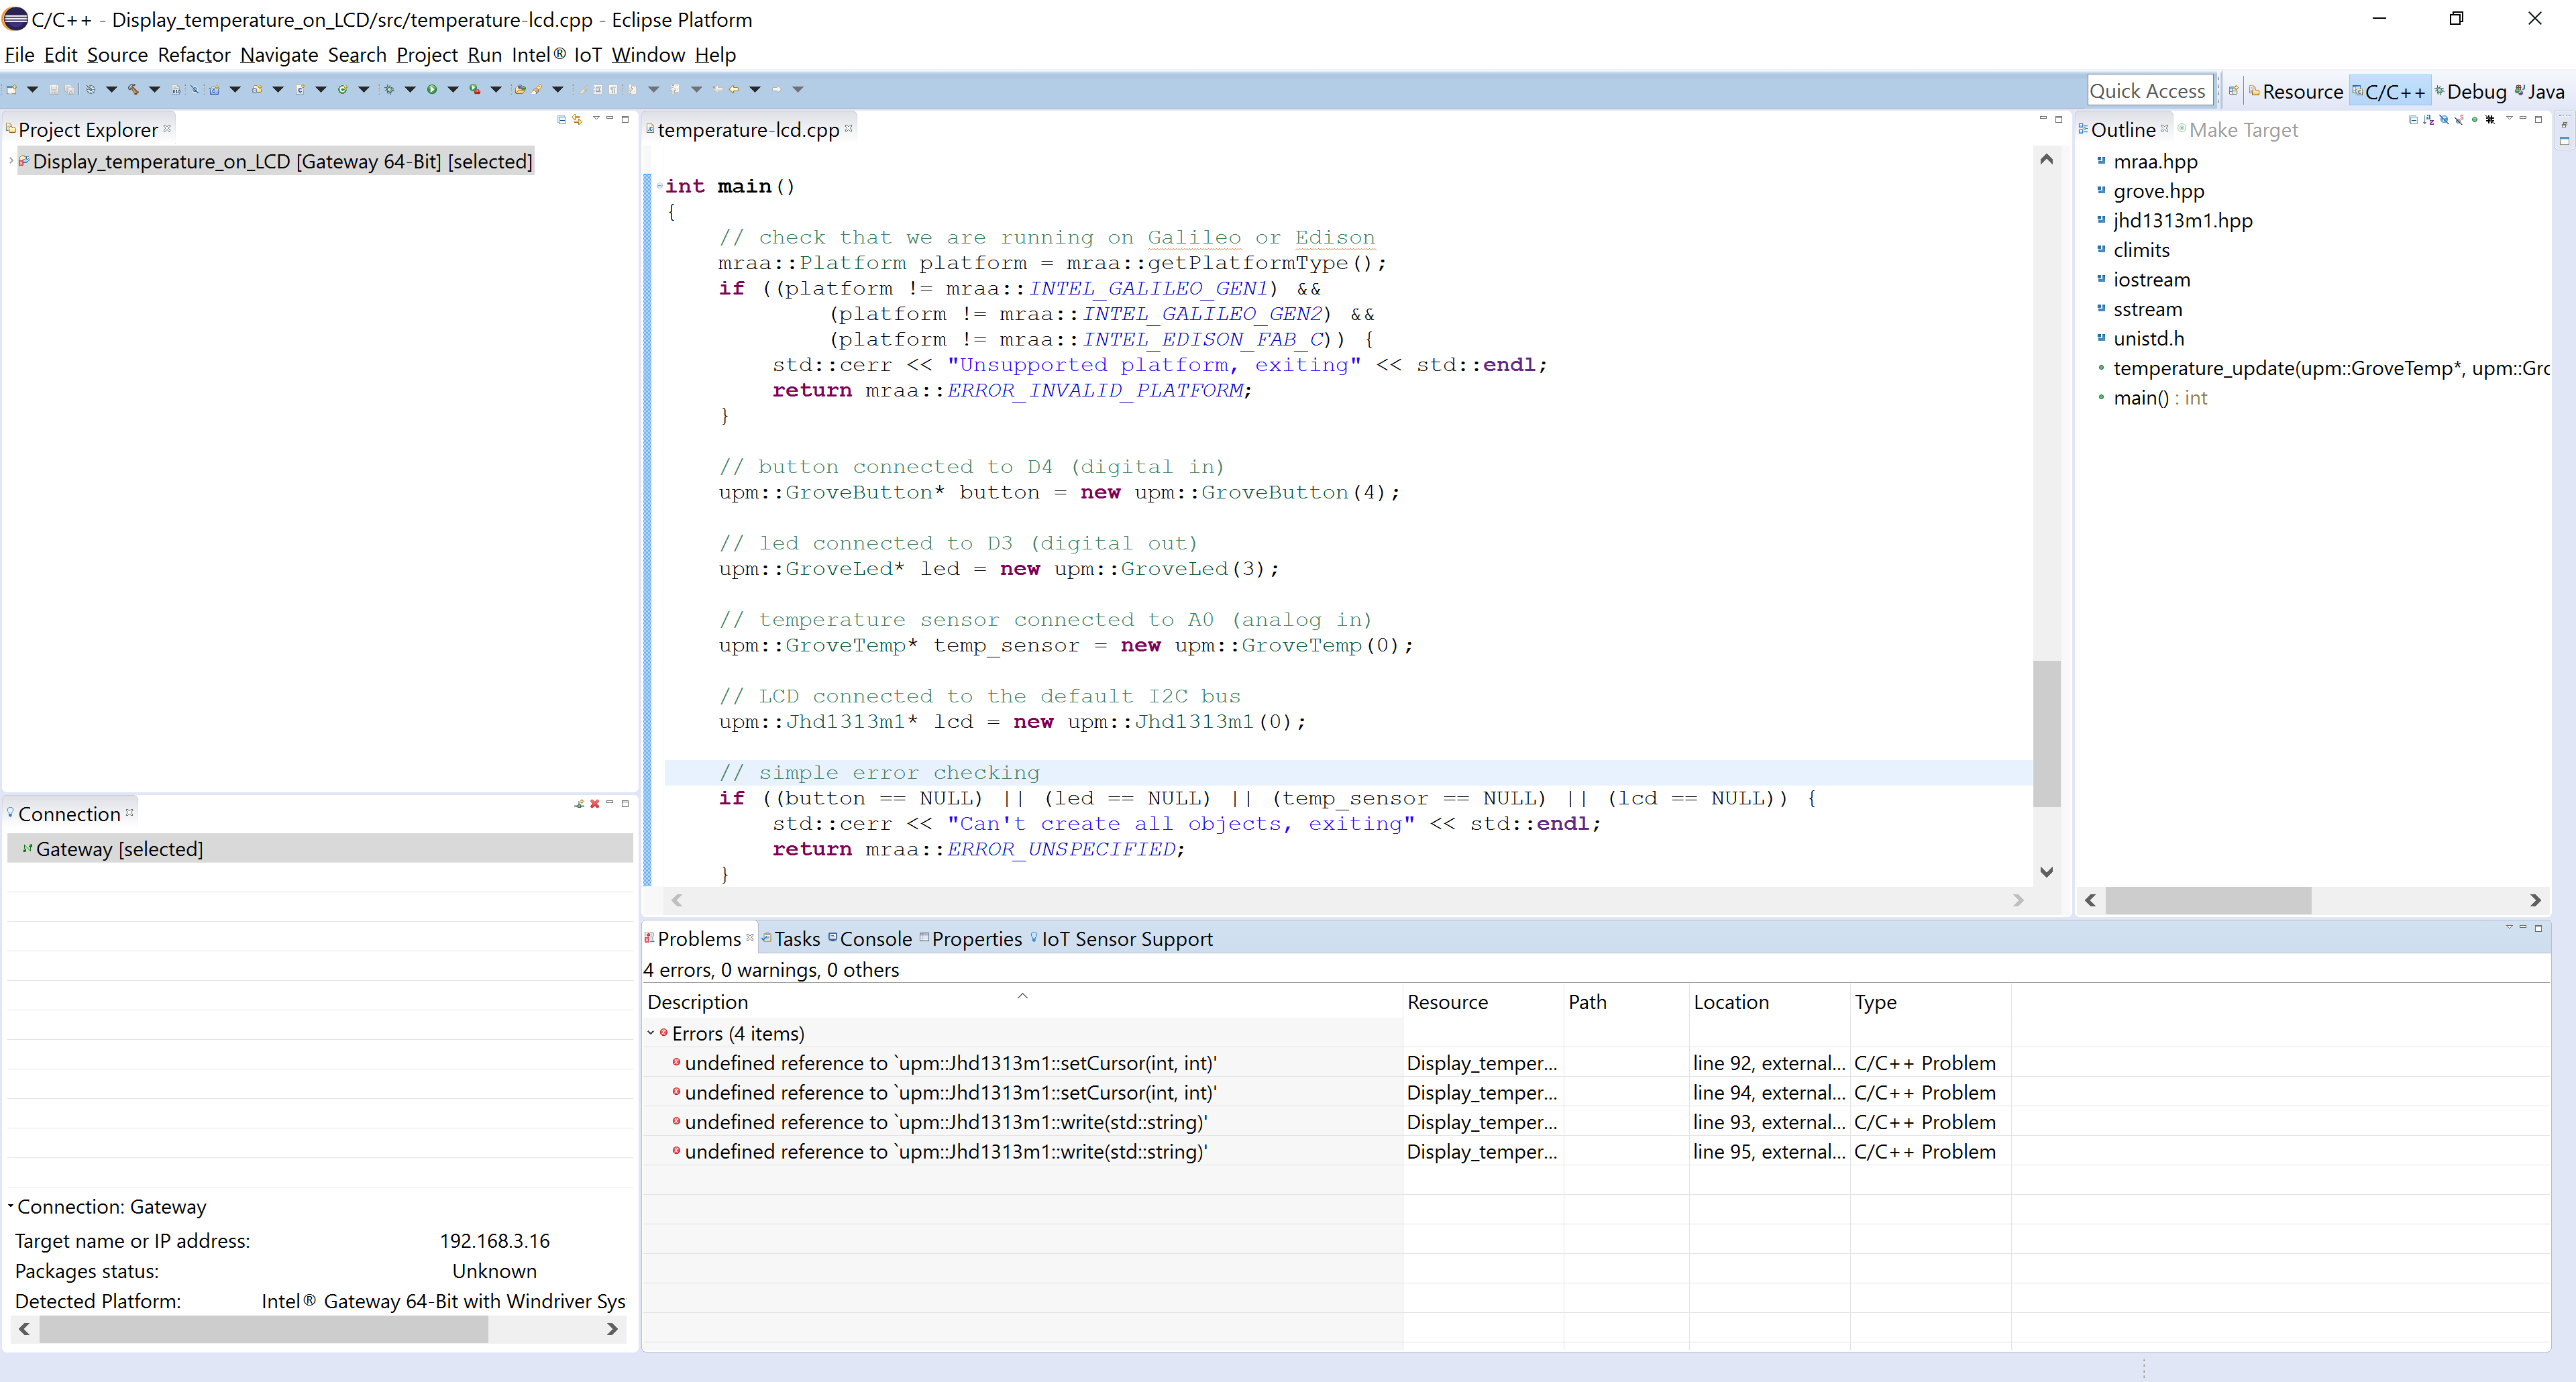 C/C++ - Display_temperature_on_LCD/src/temperature-lcd.cpp - Eclipse Platform
File Edit Source Refactor Navigate Search Project Run Intel® IoT Window Help
Quick Access Resource C/C++ Debug Java
Project Explorer
Display_temperature_on_LCD [Gateway 64-Bit] [selected]
Connection
Gateway [selected]
Connection: Gateway
Target name or IP address: 192.168.3.16
Packages status: Unknown
Detected Platform: Intel® Gateway 64-Bit with Windriver Sys
temperature-lcd.cpp
int main()
{
// check that we are running on Galileo or Edison
mraa::Platform platform = mraa::getPlatformType();
if ((platform != mraa::INTEL_GALILEO_GEN1) &&
(platform != mraa::INTEL_GALILEO_GEN2) &&
(platform != mraa::INTEL_EDISON_FAB_C)) {
std::cerr << "Unsupported platform, exiting" << std::endl;
return mraa::ERROR_INVALID_PLATFORM;
}
// button connected to D4 (digital in)
upm::GroveButton* button = new upm::GroveButton(4);
// led connected to D3 (digital out)
upm::GroveLed* led = new upm::GroveLed(3);
// temperature sensor connected to A0 (analog in)
upm::GroveTemp* temp_sensor = new upm::GroveTemp(0);
// LCD connected to the default I2C bus
upm::Jhd1313m1* lcd = new upm::Jhd1313m1(0);
// simple error checking
if ((button == NULL) || (led == NULL) || (temp_sensor == NULL) || (lcd == NULL)) {
std::cerr << "Can't create all objects, exiting" << std::endl;
return mraa::ERROR_UNSPECIFIED;
}
Outline Make Target
mraa.hpp
grove.hpp
jhd1313m1.hpp
climits
iostream
sstream
unistd.h
temperature_update(upm::GroveTemp*, upm::Grc
main() : int
Problems Tasks Console Properties IoT Sensor Support
4 errors, 0 warnings, 0 others
Description Resource Path Location Type
Errors (4 items)
undefined reference to `upm::Jhd1313m1::setCursor(int, int)' Display_temper... line 92, external... C/C++ Problem
undefined reference to `upm::Jhd1313m1::setCursor(int, int)' Display_temper... line 94, external... C/C++ Problem
undefined reference to `upm::Jhd1313m1::write(std::string)' Display_temper... line 93, external... C/C++ Problem
undefined reference to `upm::Jhd1313m1::write(std::string)' Display_temper... line 95, external... C/C++ Problem